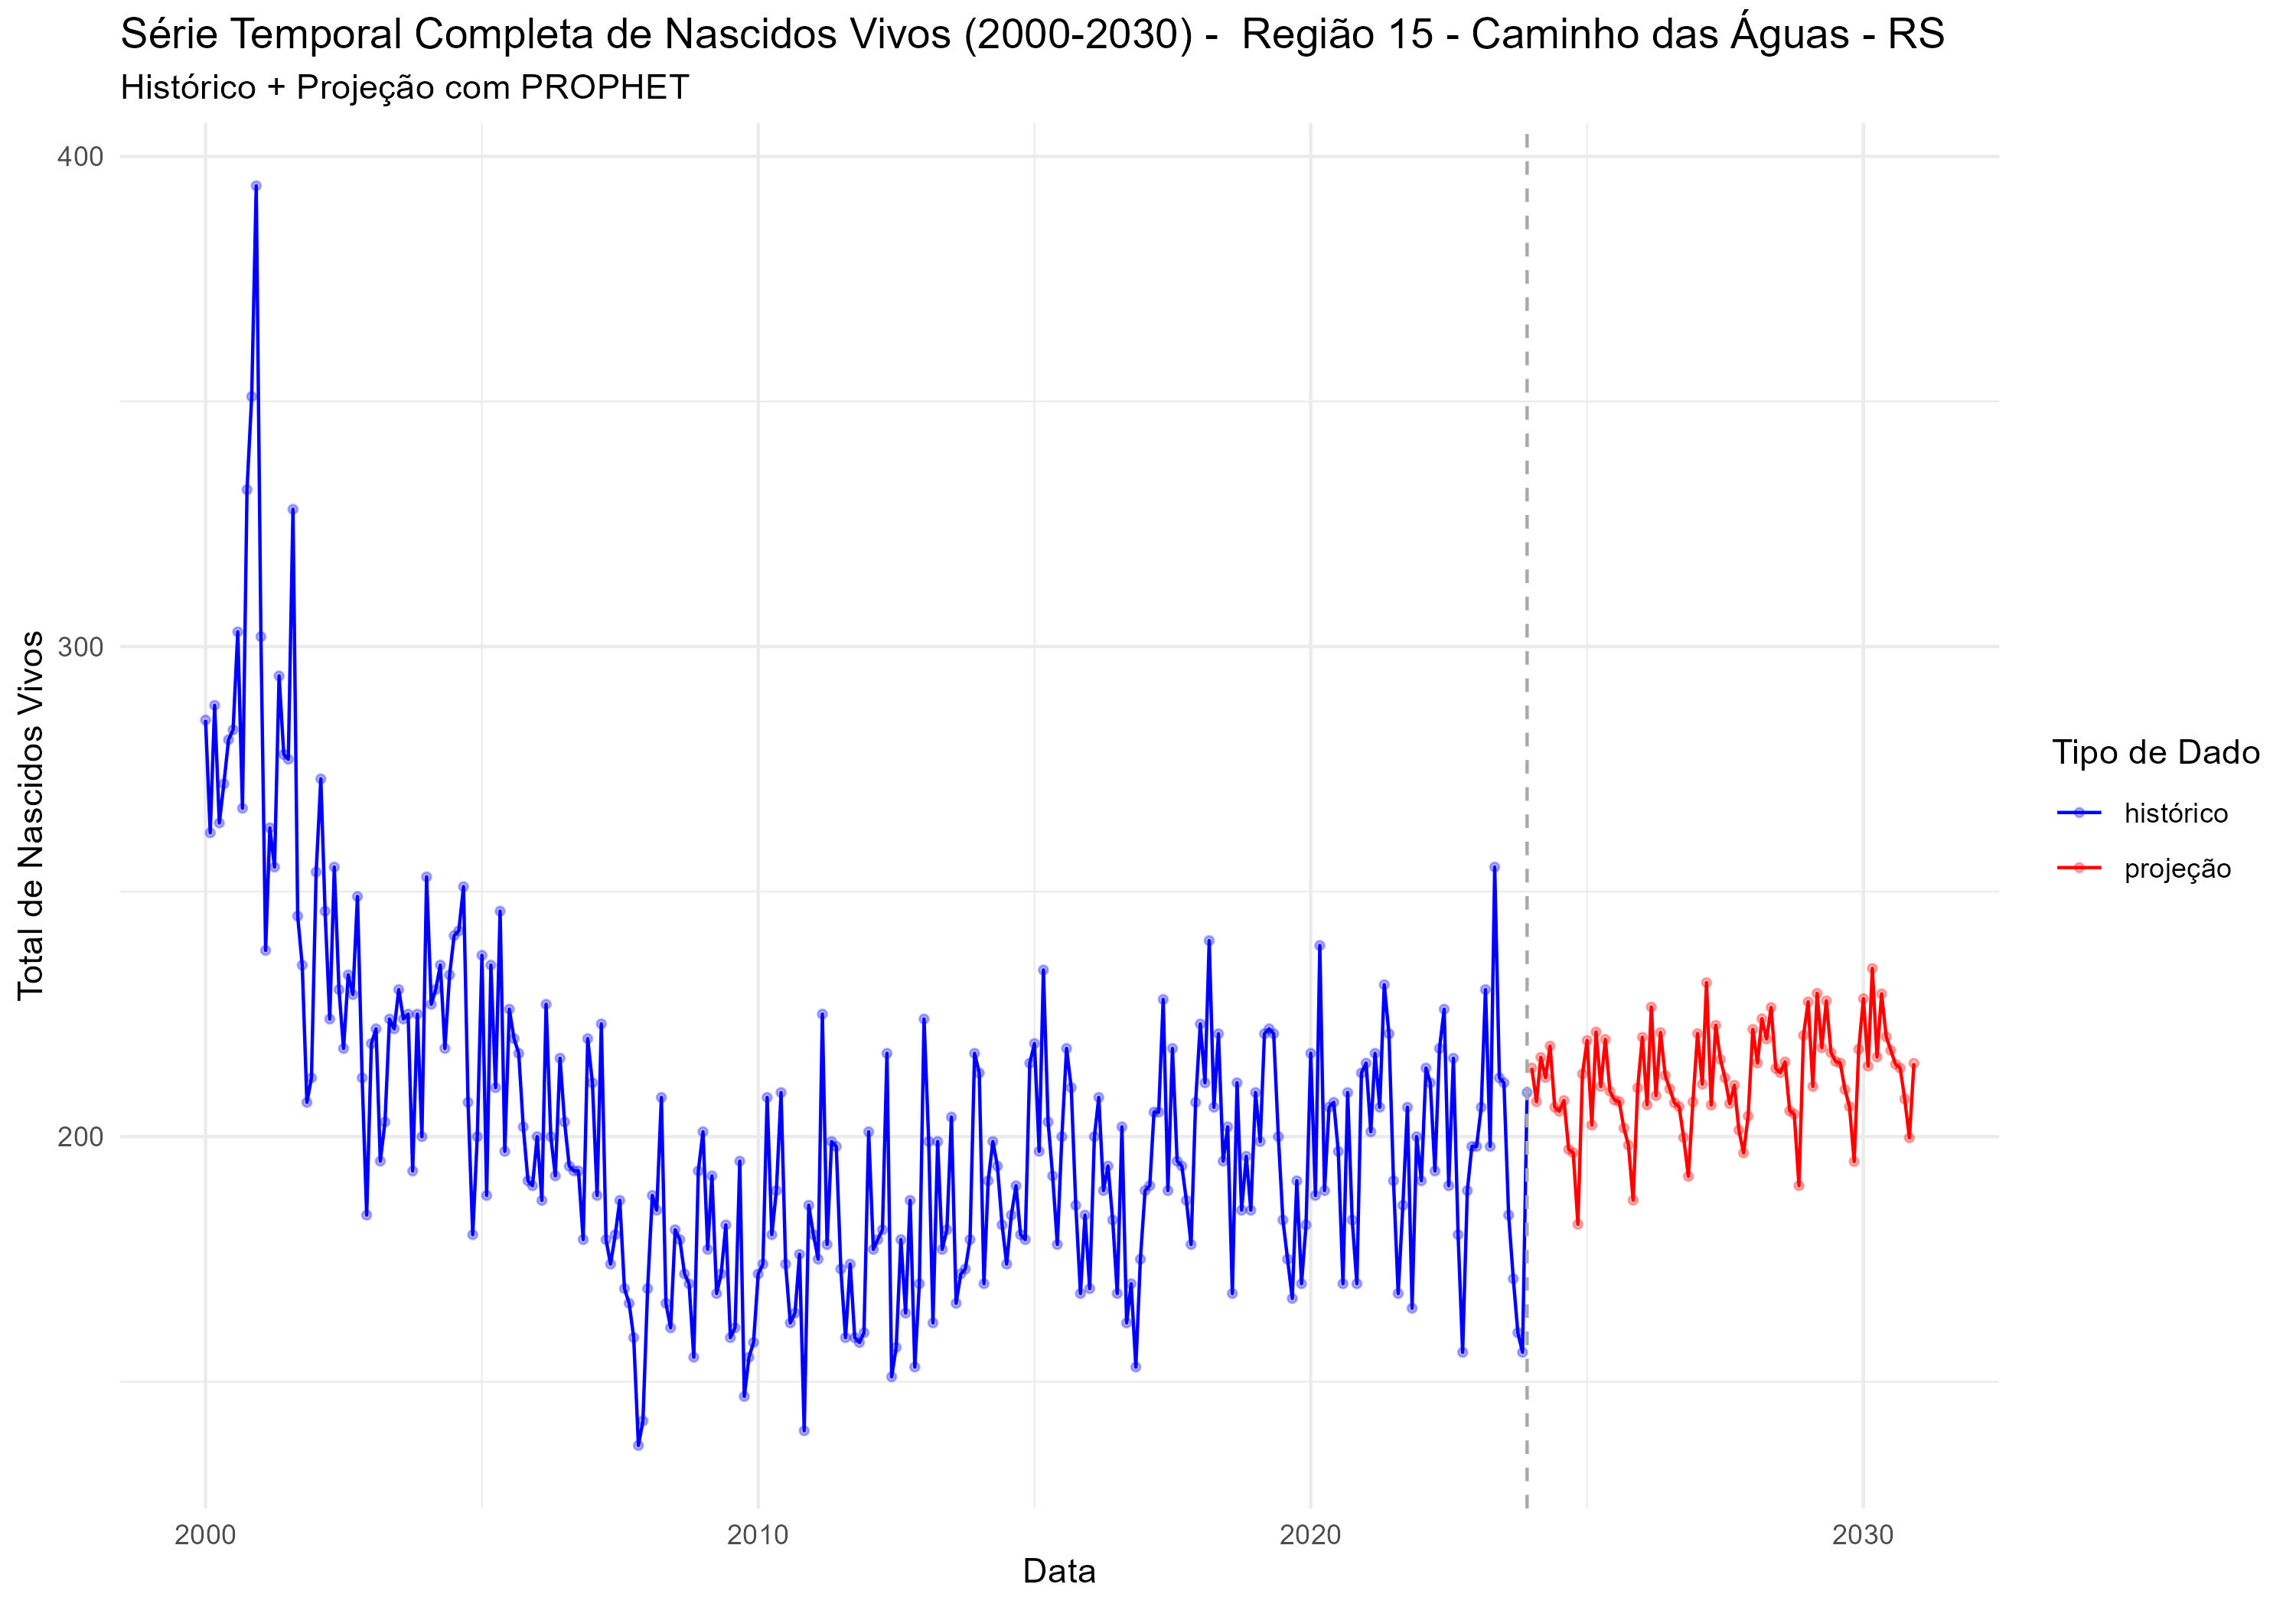 Série Temporal Completa de Nascidos Vivos (2000-2030) -  Região 15 - Caminho das Águas - RS
Histórico + Projeção com PROPHET
Total de Nascidos Vivos
400
300
200
2000
2010
2020
2030
Data
Tipo de Dado
histórico
projeção